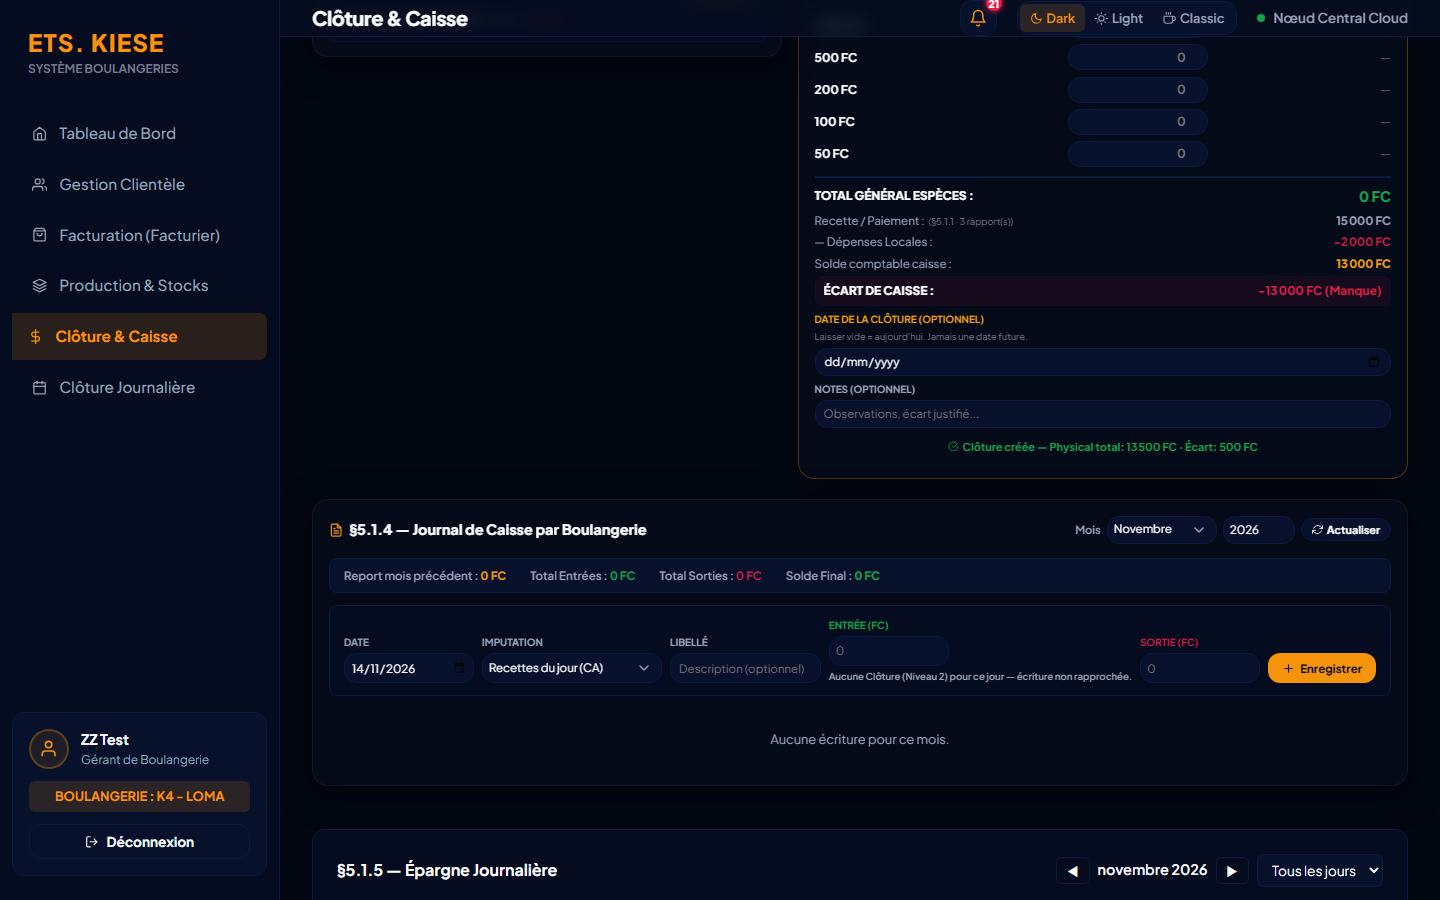 ETS. KIESE
SYSTÈME BOULANGERIES
Tableau de Bord
Gestion Clientèle
Facturation (Facturier)
Production & Stocks
Clôture & Caisse
Clôture Journalière
ZZ Test
Gérant de Boulangerie
BOULANGERIE : K4 - LOMA
Déconnexion
Clôture & Caisse
21
Dark
Light
Classic
Nœud Central Cloud
500 FC 0 —
200 FC 0 —
100 FC 0 —
50 FC 0 —
TOTAL GÉNÉRAL ESPÈCES : 0 FC
Recette / Paiement : (§5.1.1 · 3 rapport(s)) 15 000 FC
— Dépenses Locales : -2 000 FC
Solde comptable caisse : 13 000 FC
ÉCART DE CAISSE : -13 000 FC (Manque)
DATE DE LA CLÔTURE (OPTIONNEL)
Laisser vide = aujourd'hui. Jamais une date future.
dd/mm/yyyy
NOTES (OPTIONNEL)
Observations, écart justifié...
Clôture créée — Physical total: 13 500 FC · Écart: 500 FC
§5.1.4 — Journal de Caisse par Boulangerie
Mois
Novembre
2026
Actualiser
Report mois précédent : 0 FC
Total Entrées : 0 FC
Total Sorties : 0 FC
Solde Final : 0 FC
DATE
14/11/2026
IMPUTATION
Recettes du jour (CA)
LIBELLÉ
Description (optionnel)
ENTRÉE (FC)
0
Aucune Clôture (Niveau 2) pour ce jour — écriture non rapprochée.
SORTIE (FC)
0
+ Enregistrer
Aucune écriture pour ce mois.
§5.1.5 — Épargne Journalière
◀ novembre 2026 ▶
Tous les jours